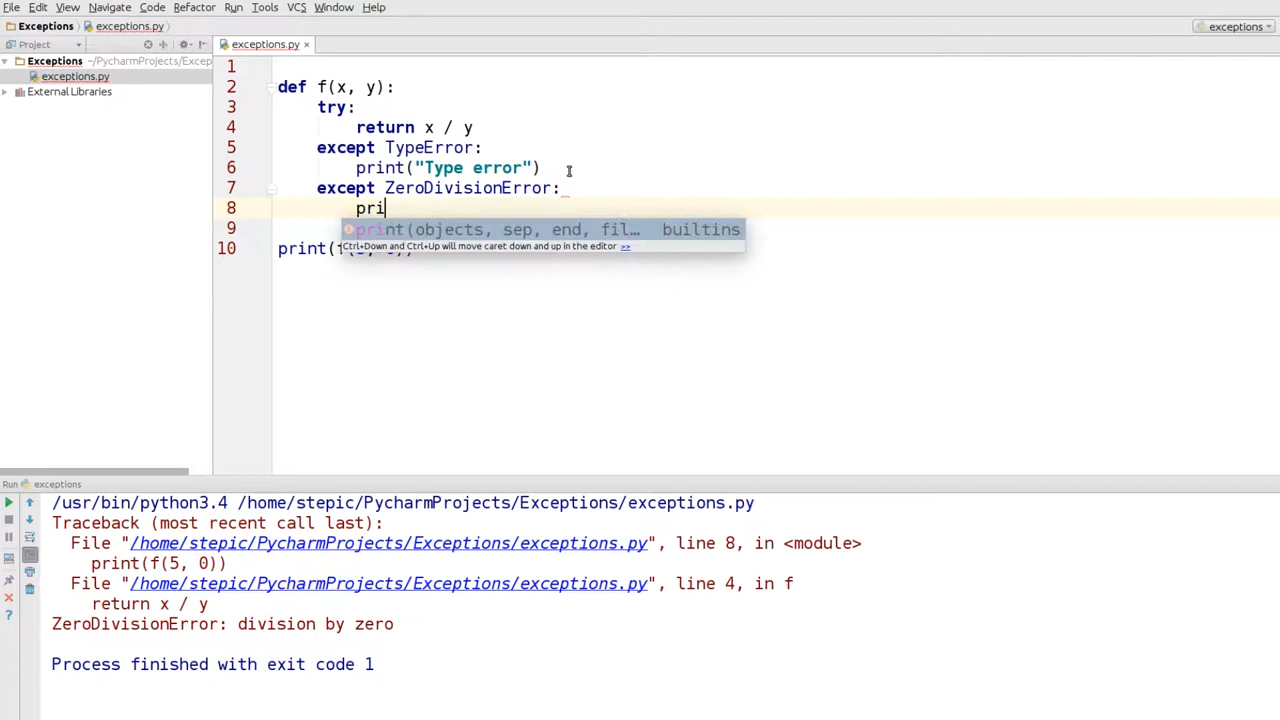 File Edit View Navigate Code Refactor Run Tools VCS Window Help
Exceptions exceptions.py exceptions
Project exceptions.py ×
Exceptions ~/PycharmProjects/Excep
exceptions.py
External Libraries
1
2 def f(x, y):
3 try:
4 return x / y
5 except TypeError:
6 print("Type error")
7 except ZeroDivisionError:
8 pri
print(objects, sep, end, fil... builtins
9
Ctrl+Down and Ctrl+Up will move caret down and up in the editor >>
10 print(
Run exceptions
/usr/bin/python3.4 /home/stepic/PycharmProjects/Exceptions/exceptions.py
Traceback (most recent call last):
File "/home/stepic/PycharmProjects/Exceptions/exceptions.py", line 8, in <module>
print(f(5, 0))
File "/home/stepic/PycharmProjects/Exceptions/exceptions.py", line 4, in f
return x / y
ZeroDivisionError: division by zero
Process finished with exit code 1